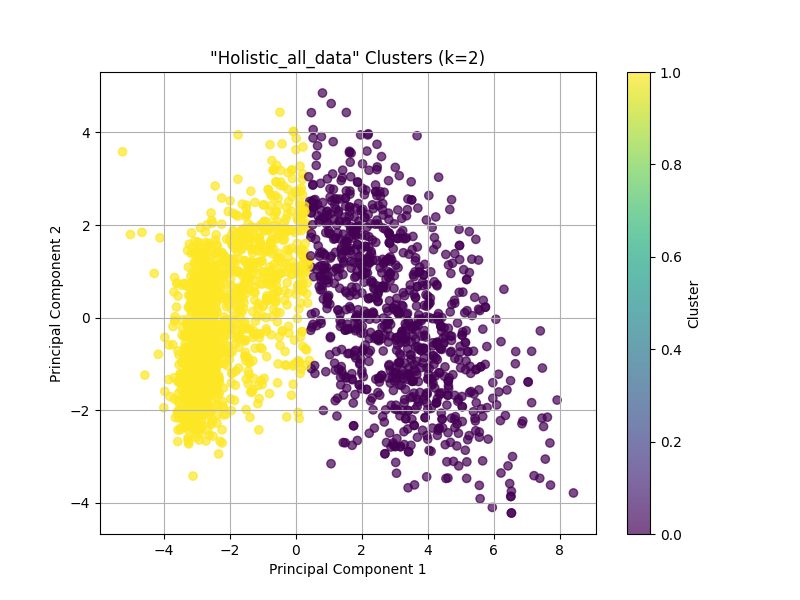 "Holistic_all_data" Clusters (k=2)
4
2
0
−2
−4
Principal Component 2
−4 −2 0 2 4 6 8
Principal Component 1
1.0
0.8
0.6
0.4
0.2
0.0
Cluster